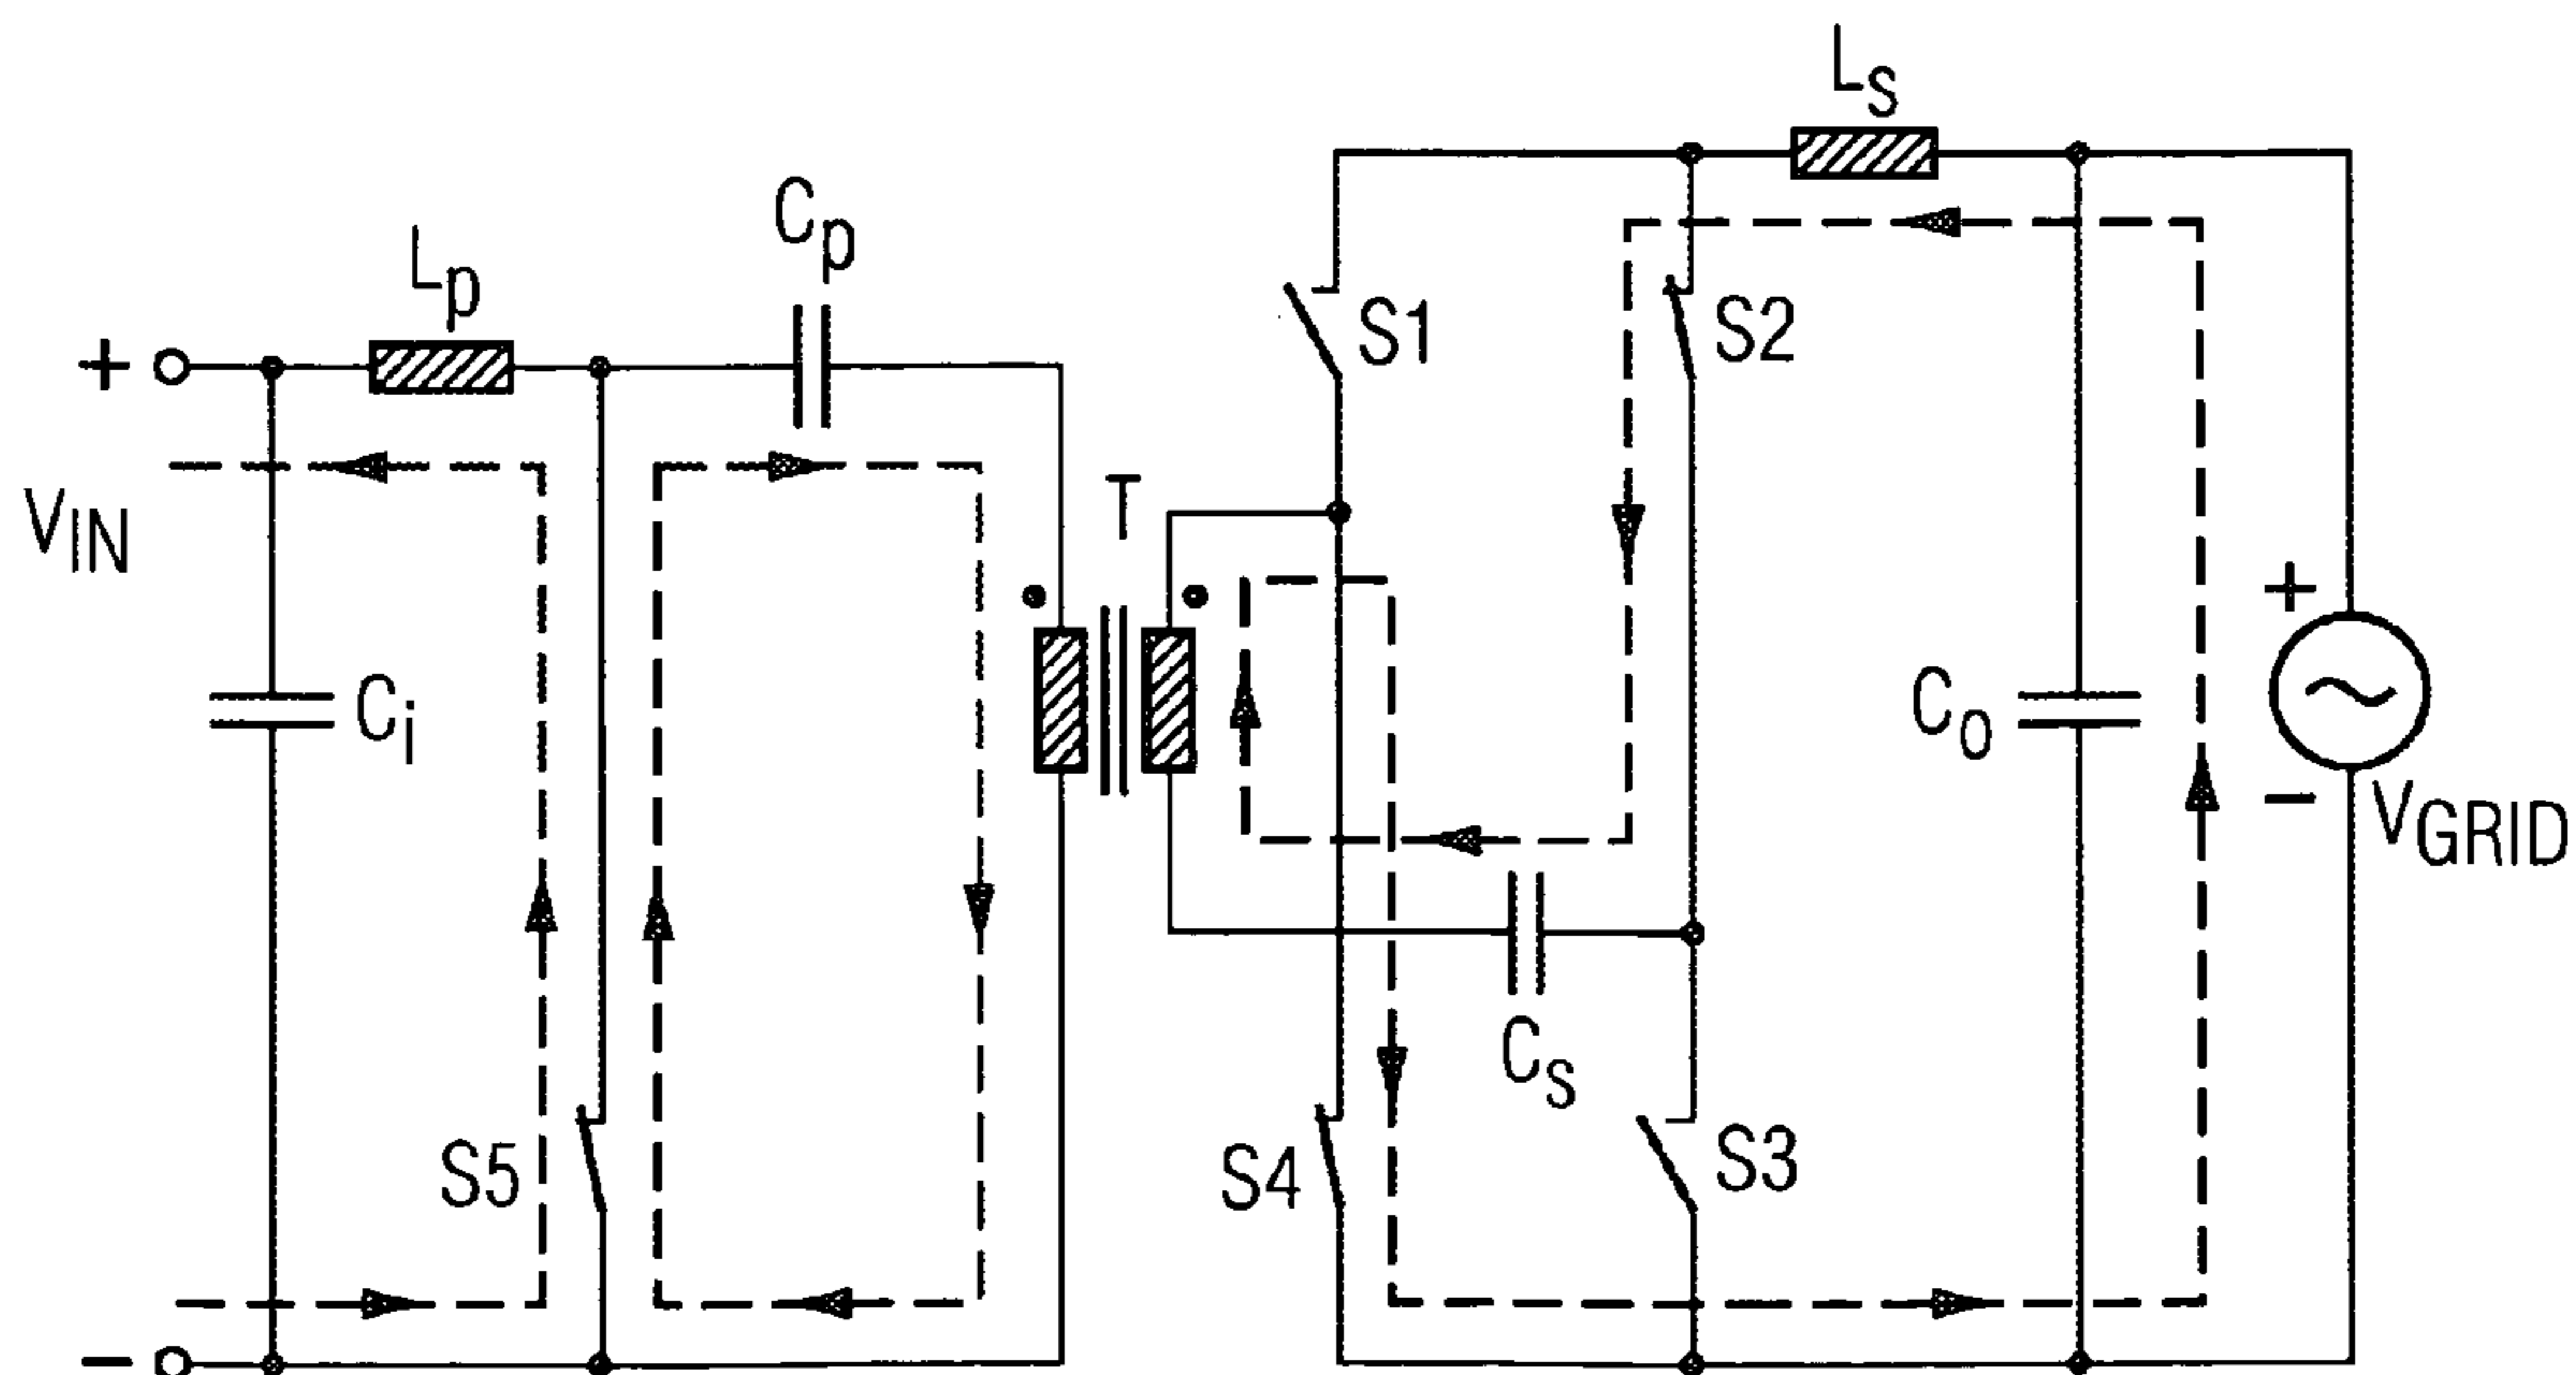 Ls
Cp
Lp
S1
S2
+
VIN
T
+
Ci
Co
~
−
VGRID
Cs
S5
S4
S3
−